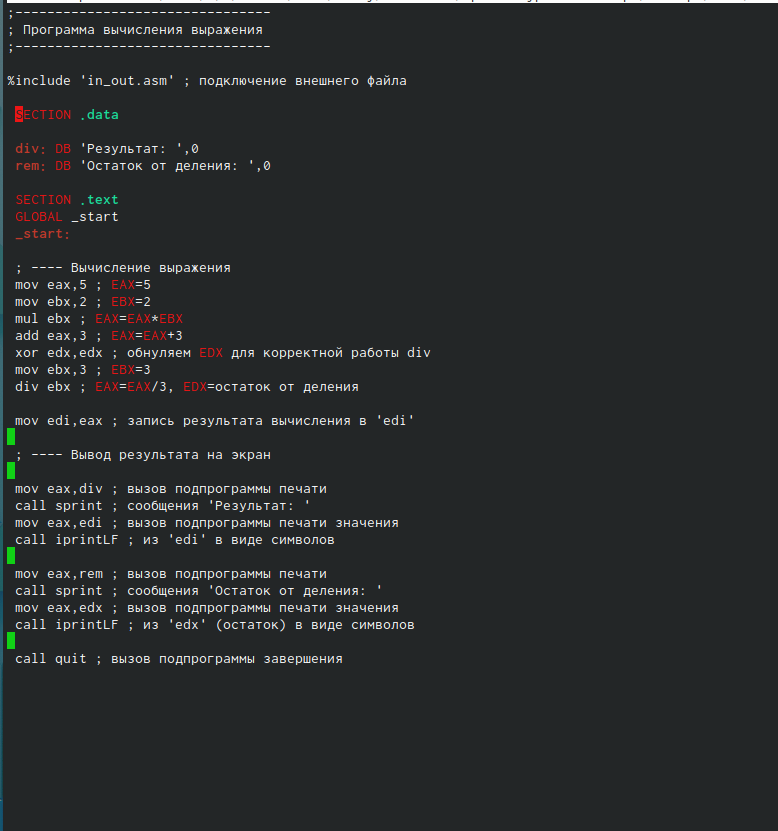 ;--------------------------------
; Программа вычисления выражения
;--------------------------------
%include 'in_out.asm' ; подключение внешнего файла
SECTION .data
div: DB 'Результат: ',0
rem: DB 'Остаток от деления: ',0
SECTION .text
GLOBAL _start
_start:
; ---- Вычисление выражения
mov eax,5 ; EAX=5
mov ebx,2 ; EBX=2
mul ebx ; EAX=EAX*EBX
add eax,3 ; EAX=EAX+3
xor edx,edx ; обнуляем EDX для корректной работы div
mov ebx,3 ; EBX=3
div ebx ; EAX=EAX/3, EDX=остаток от деления
mov edi,eax ; запись результата вычисления в 'edi'
; ---- Вывод результата на экран
mov eax,div ; вызов подпрограммы печати
call sprint ; сообщения 'Результат: '
mov eax,edi ; вызов подпрограммы печати значения
call iprintLF ; из 'edi' в виде символов
mov eax,rem ; вызов подпрограммы печати
call sprint ; сообщения 'Остаток от деления: '
mov eax,edx ; вызов подпрограммы печати значения
call iprintLF ; из 'edx' (остаток) в виде символов
call quit ; вызов подпрограммы завершения